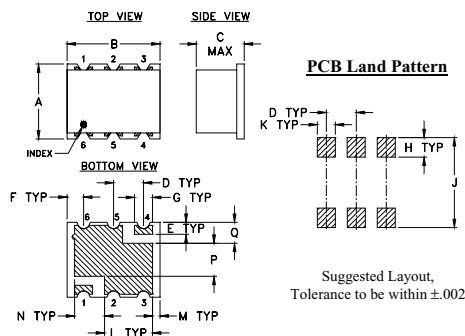 TOP VIEW
SIDE VIEW
B
C
MAX
A
1 2 3
6 5 4
INDEX
PCB Land Pattern
D TYP
K TYP
H TYP
J
BOTTOM VIEW
D TYP
F TYP
G TYP
E TYP
Q
6 5 4
P
1 2 3
N TYP
M TYP
L TYP
Suggested Layout,
Tolerance to be within ±.002